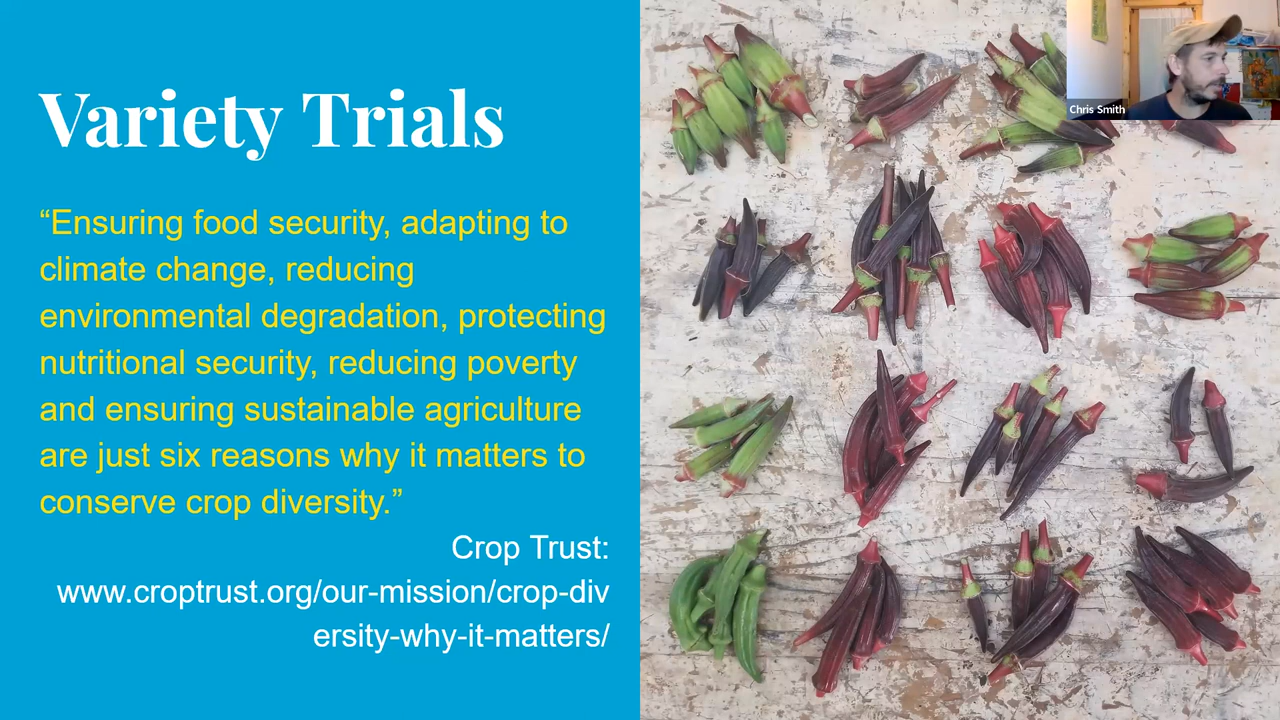 Variety Trials
“Ensuring food security, adapting to
climate change, reducing
environmental degradation, protecting
nutritional security, reducing poverty
and ensuring sustainable agriculture
are just six reasons why it matters to
conserve crop diversity.”
Crop Trust:
www.croptrust.org/our-mission/crop-div
ersity-why-it-matters/
Chris Smith